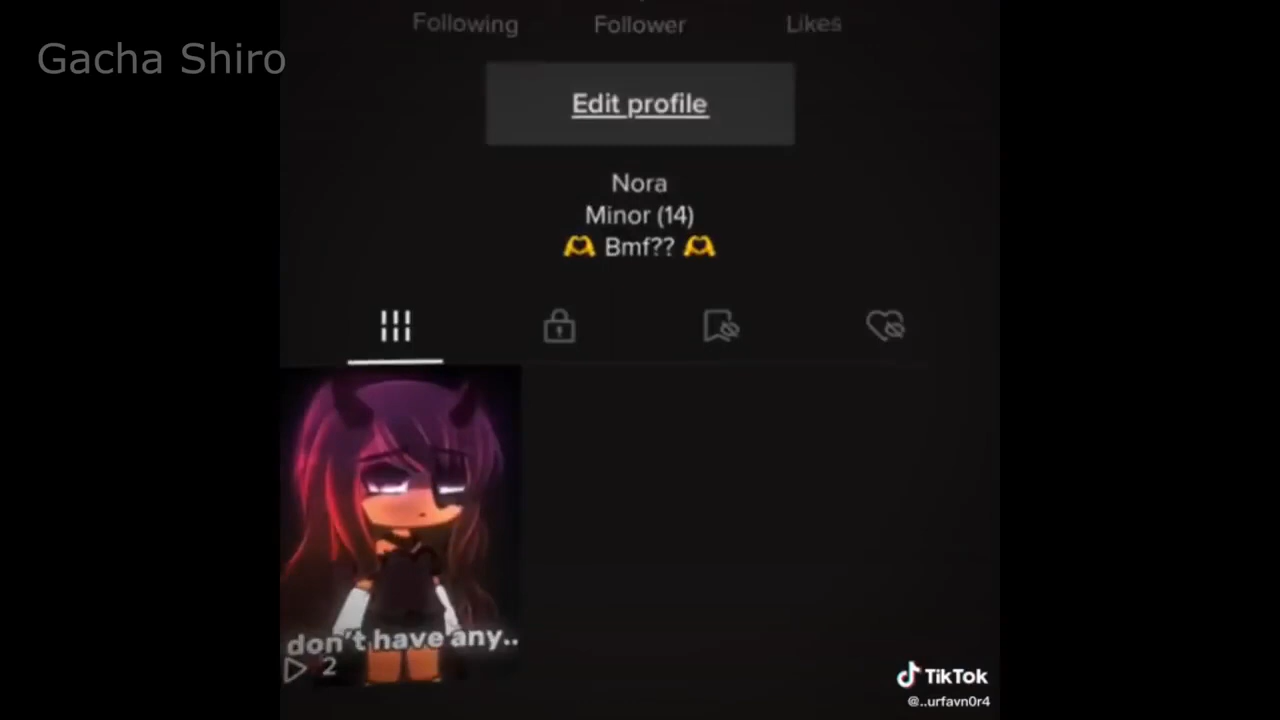 Following Follower Likes
Gacha Shiro
Edit profile
Nora
Minor (14)
🫶 Bmf?? 🫶
don't have any..
2
TikTok
@..urfavn0r4